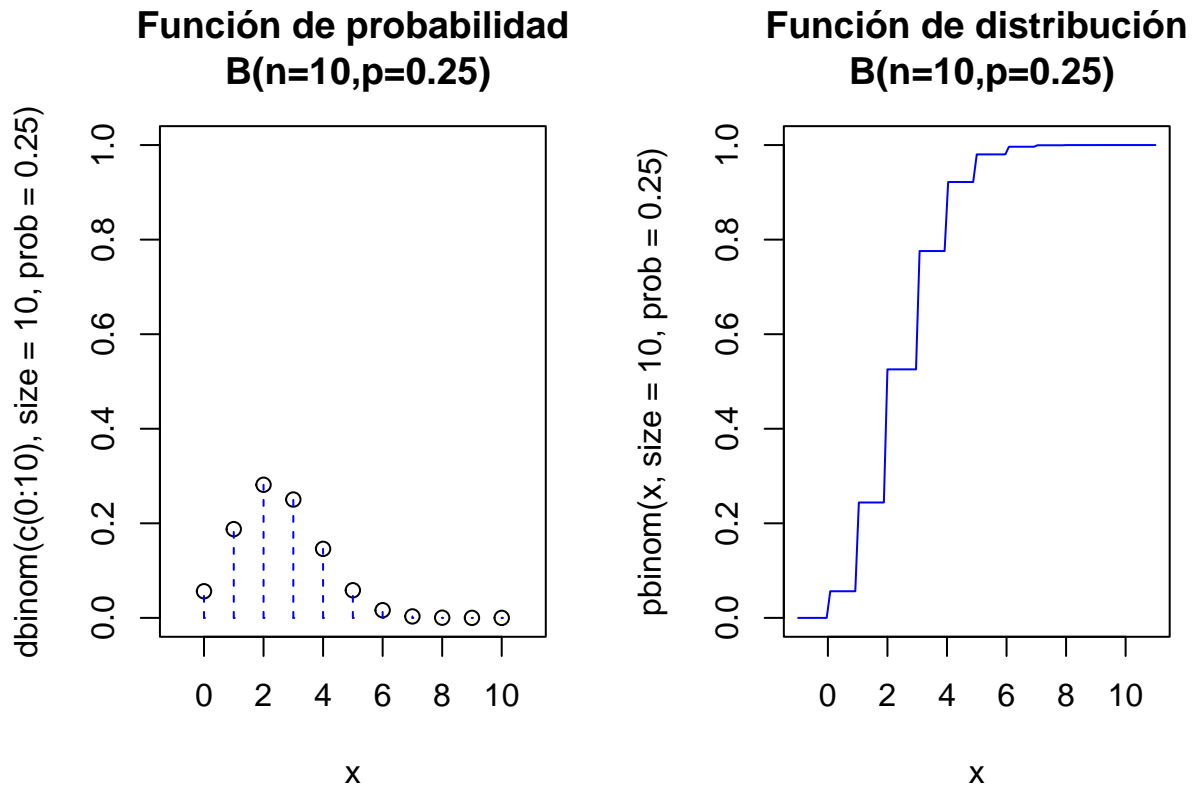 Función de probabilidad
B(n=10,p=0.25)
dbinom(c(0:10), size = 10, prob = 0.25)
1.0
0.8
0.6
0.4
0.2
0.0
0 2 4 6 8 10
x
Función de distribución
B(n=10,p=0.25)
pbinom(x, size = 10, prob = 0.25)
1.0
0.8
0.6
0.4
0.2
0.0
0 2 4 6 8 10
x